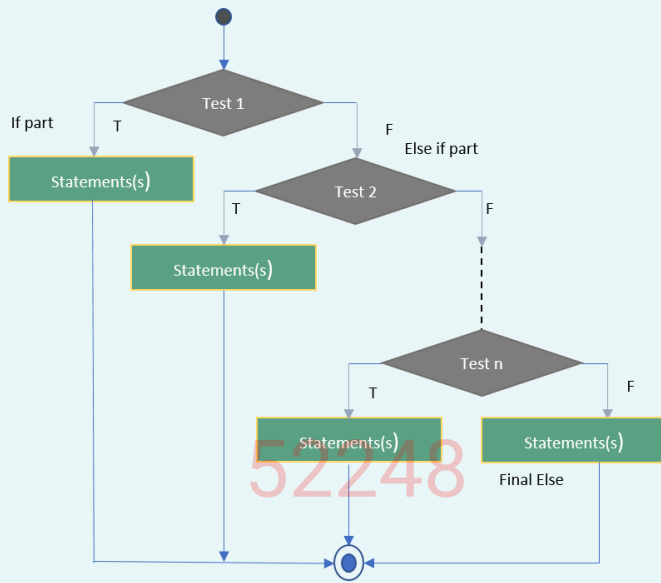 Test 1
If part
T
F
Else if part
Statements(s)
Test 2
T
F
Statements(s)
Test n
T
F
Statements(s)
Statements(s)
52248
Final Else